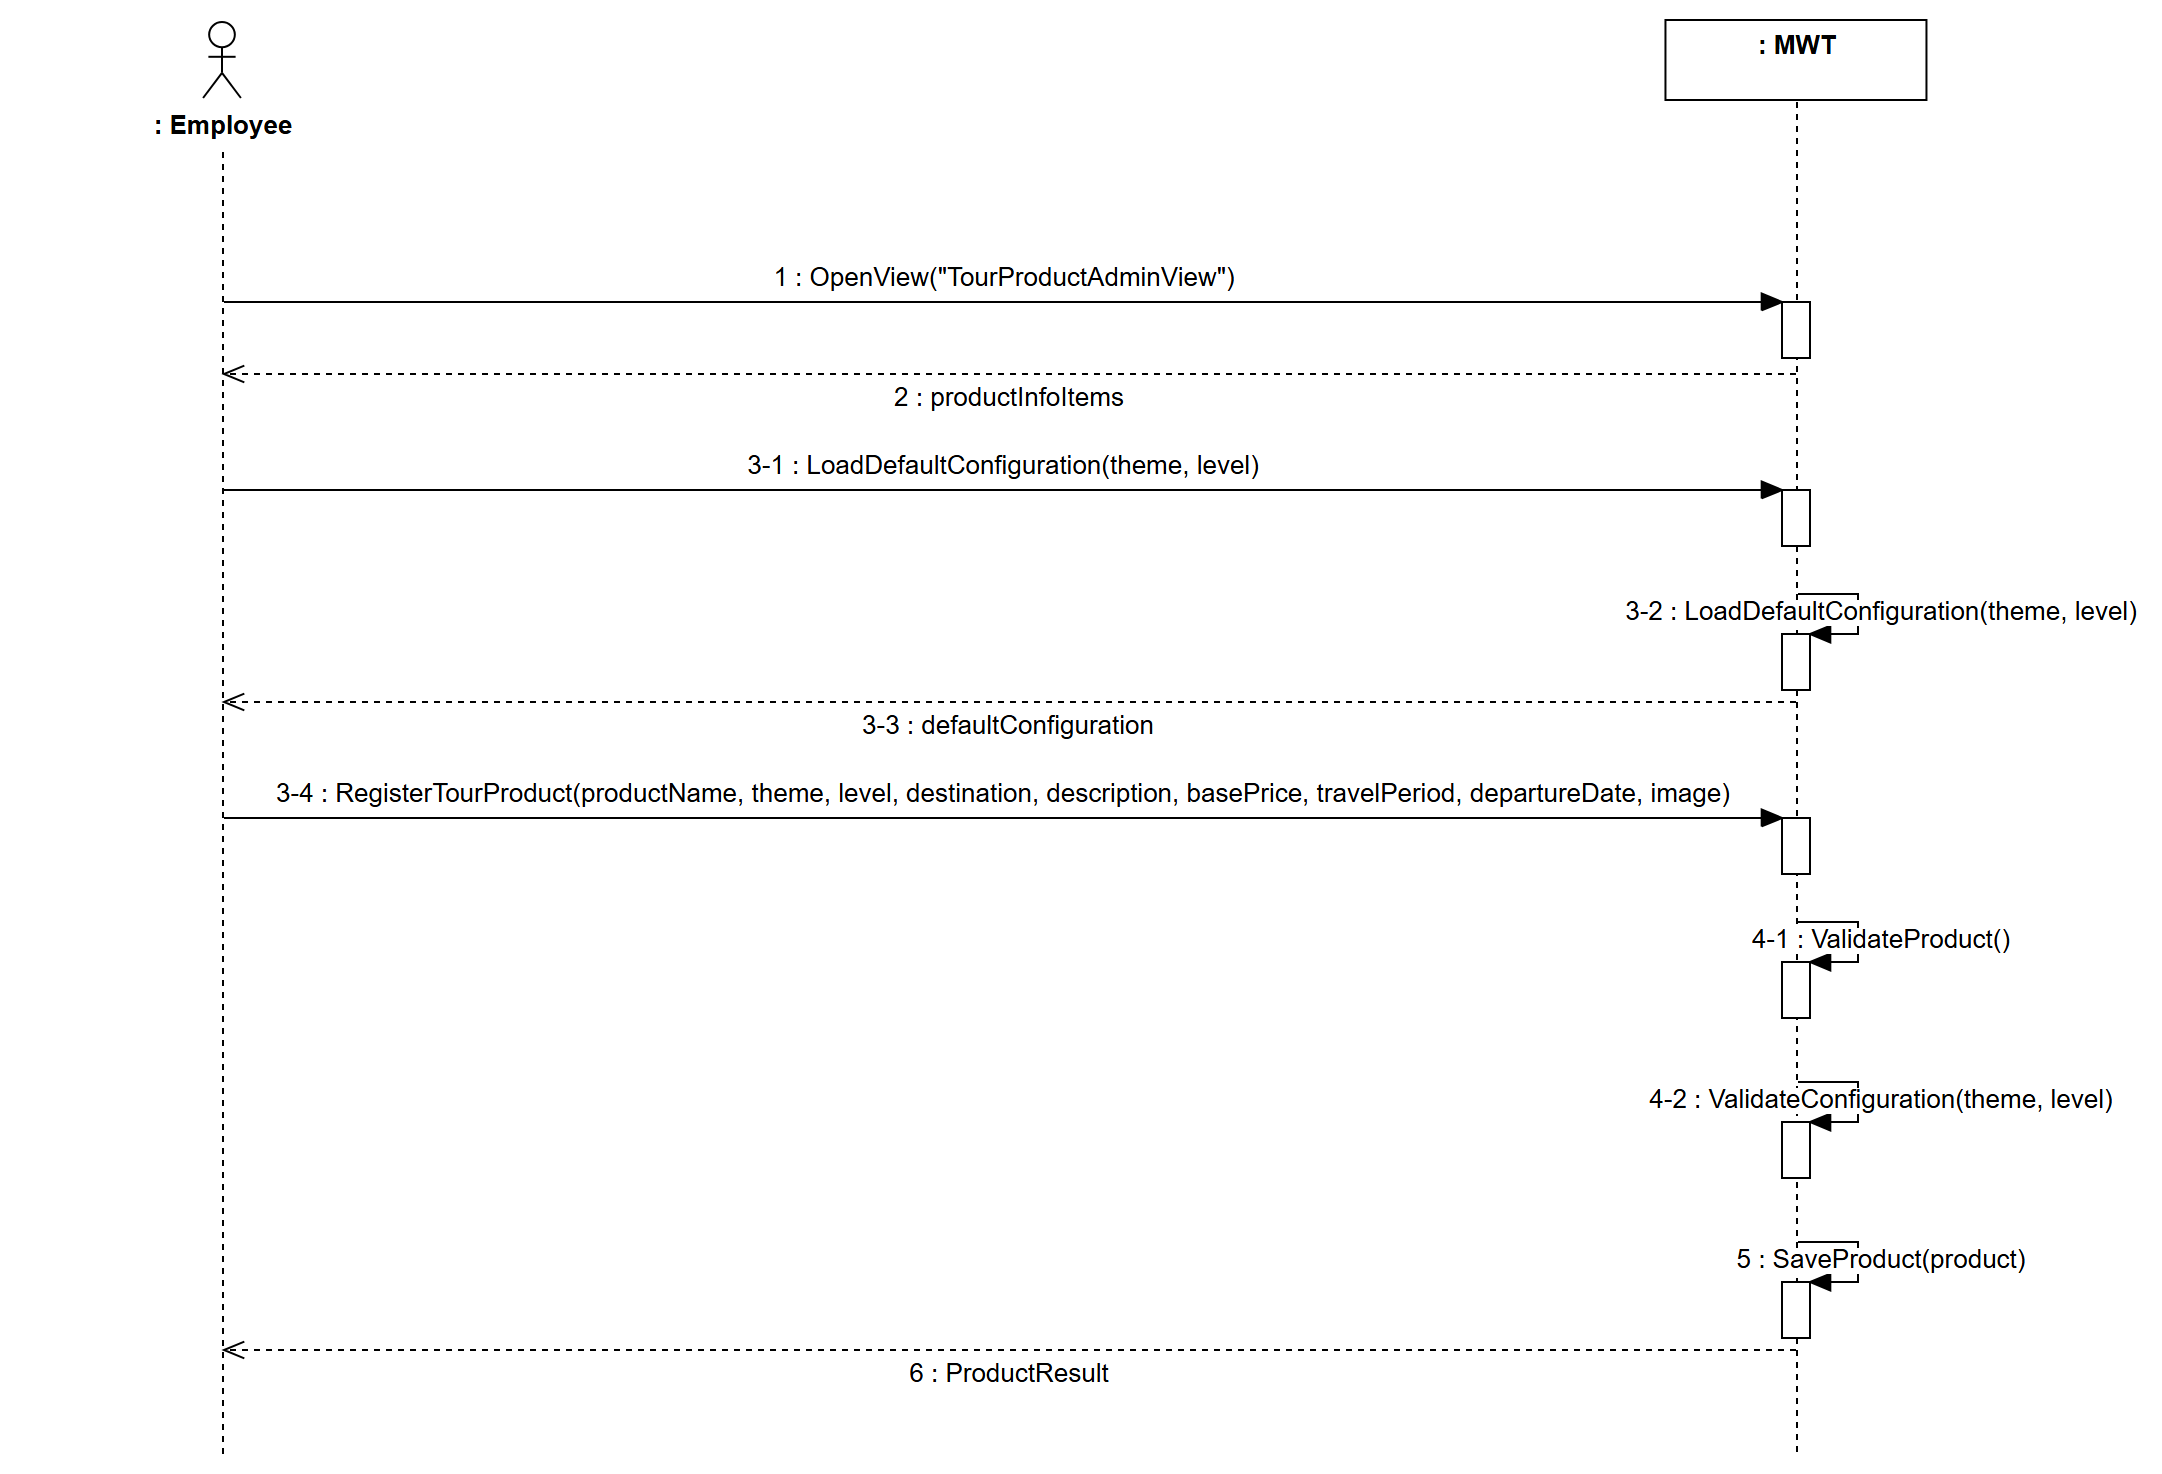 : MWT
: Employee
1 : OpenView("TourProductAdminView")
2 : productInfoItems
3-1 : LoadDefaultConfiguration(theme, level)
3-2 : LoadDefaultConfiguration(theme, level)
3-3 : defaultConfiguration
3-4 : RegisterTourProduct(productName, theme, level, destination, description, basePrice, travelPeriod, departureDate, image)
4-1 : ValidateProduct()
4-2 : ValidateConfiguration(theme, level)
5 : SaveProduct(product)
6 : ProductResult